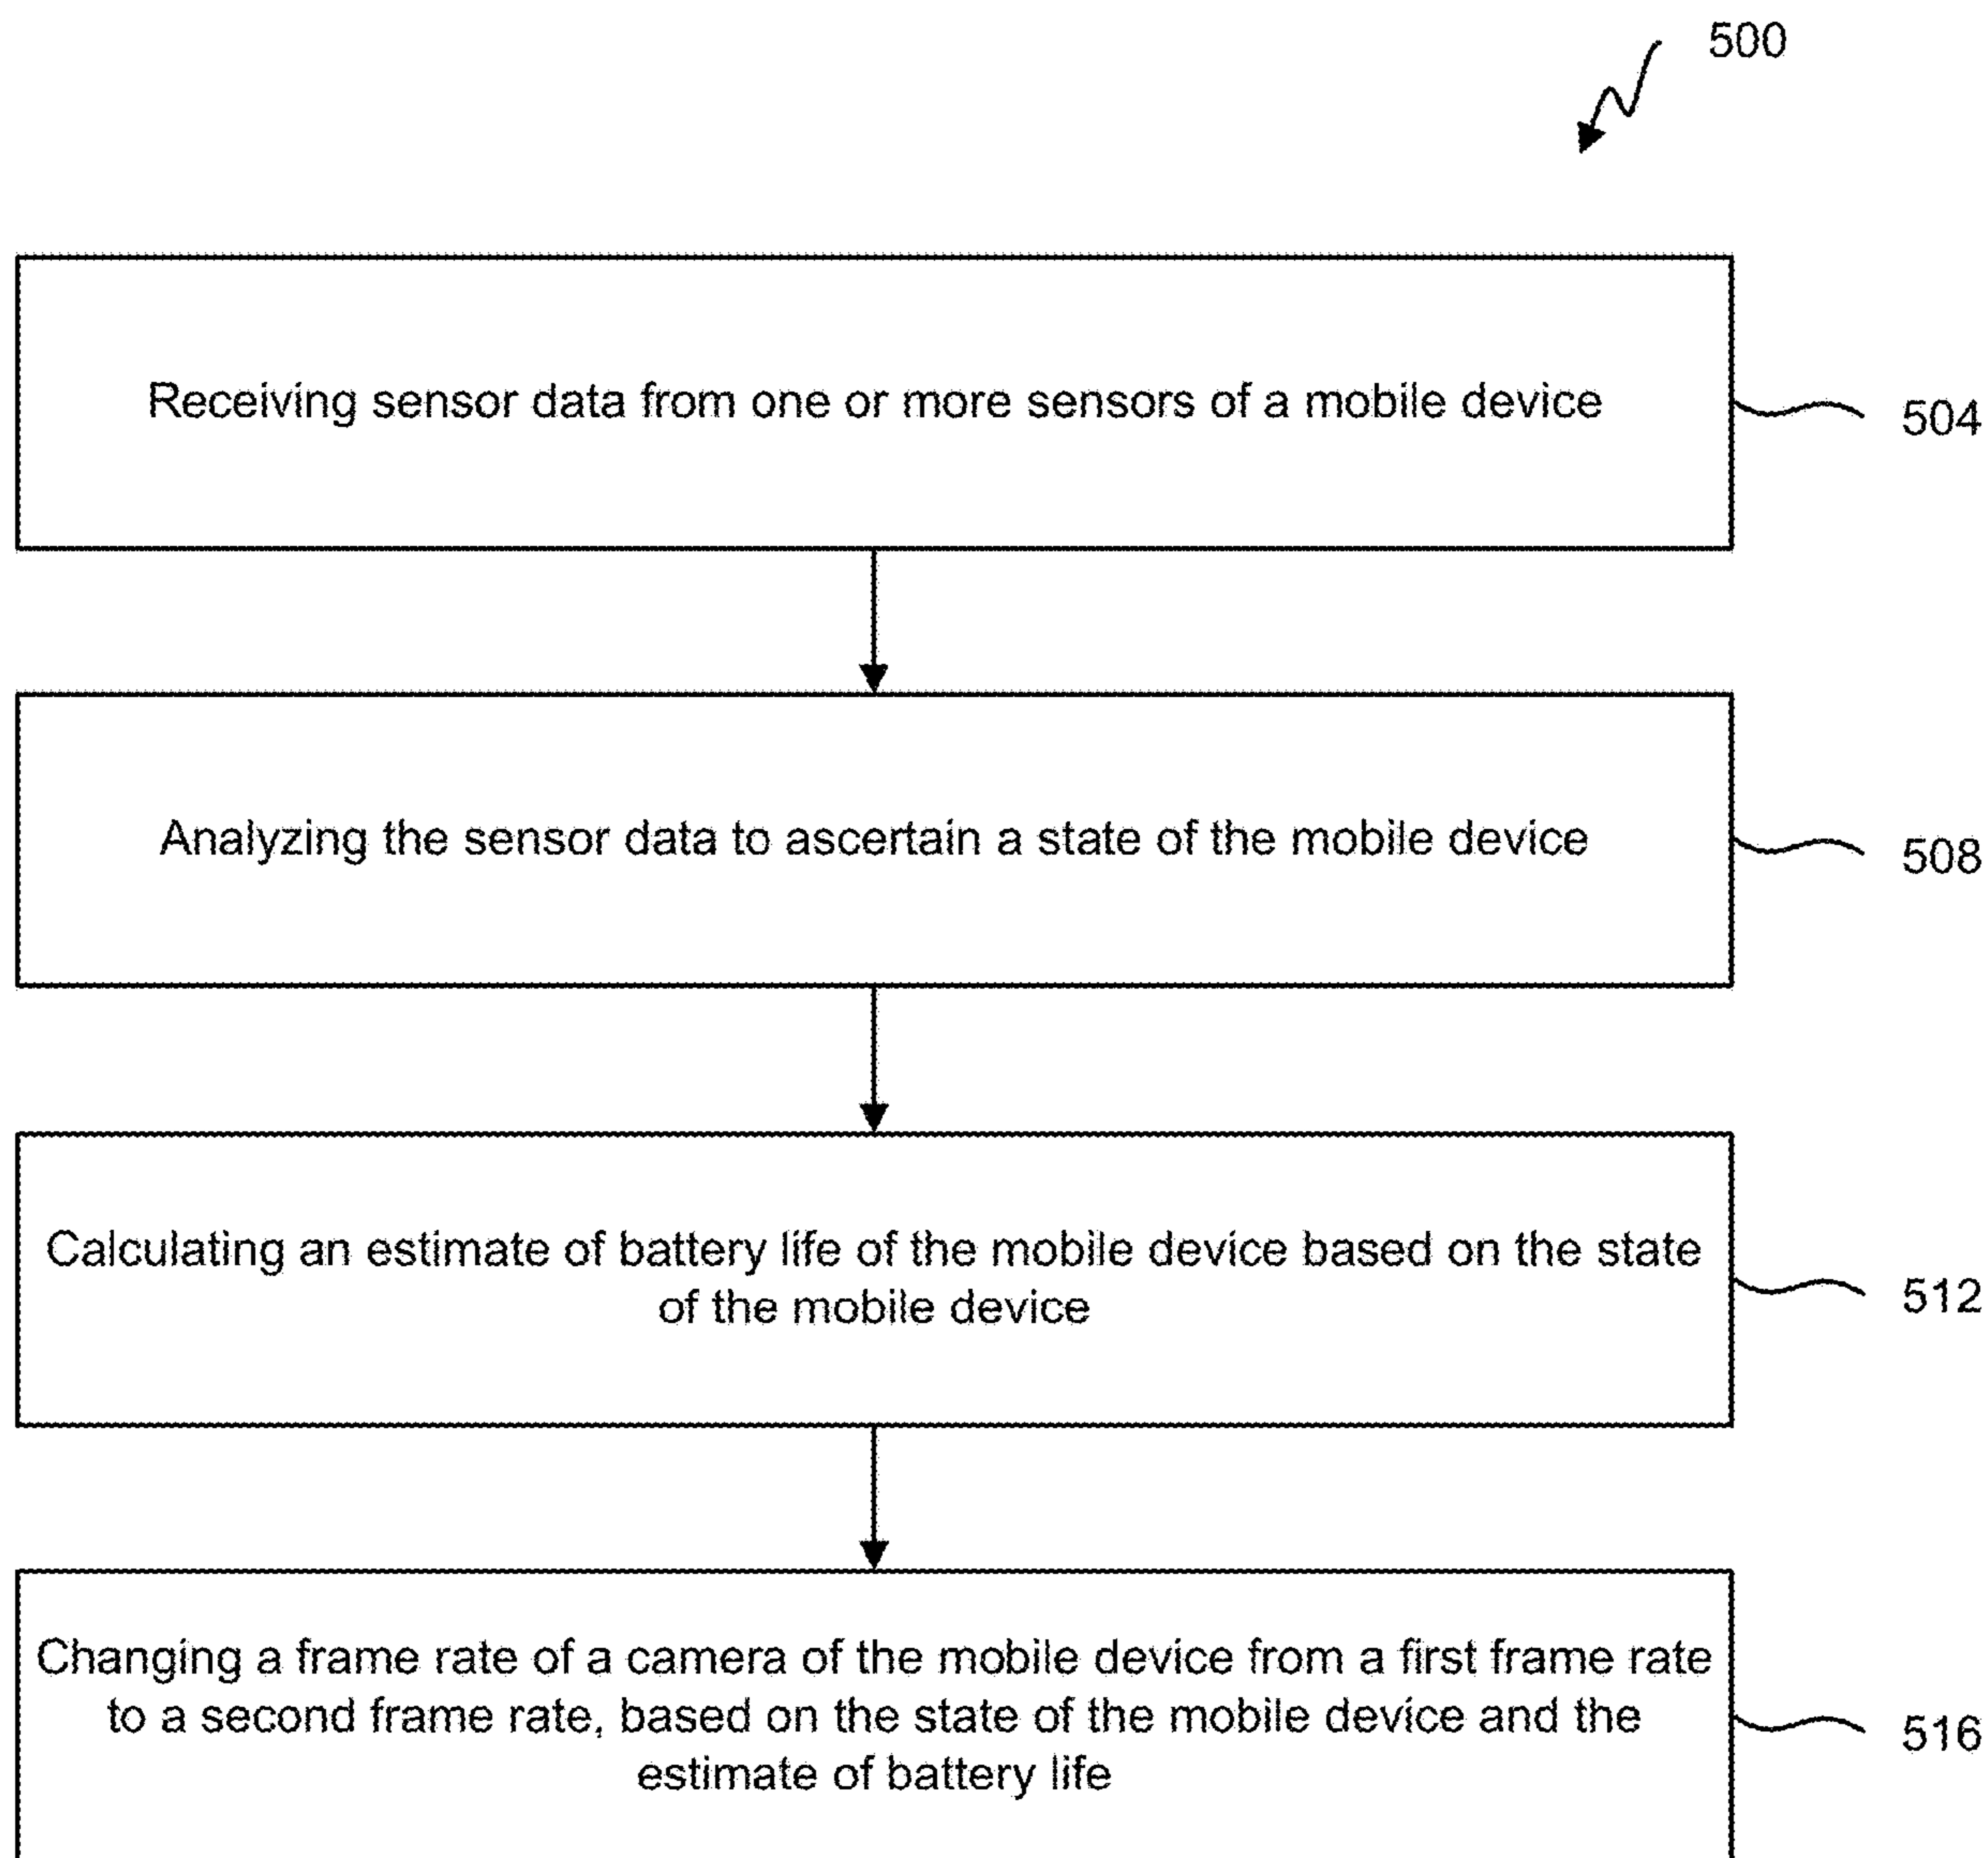 500
Receiving sensor data from one or more sensors of a mobile device
504
Analyzing the sensor data to ascertain a state of the mobile device
508
Calculating an estimate of battery life of the mobile device based on the state
of the mobile device
512
Changing a frame rate of a camera of the mobile device from a first frame rate
to a second frame rate, based on the state of the mobile device and the
estimate of battery life
516